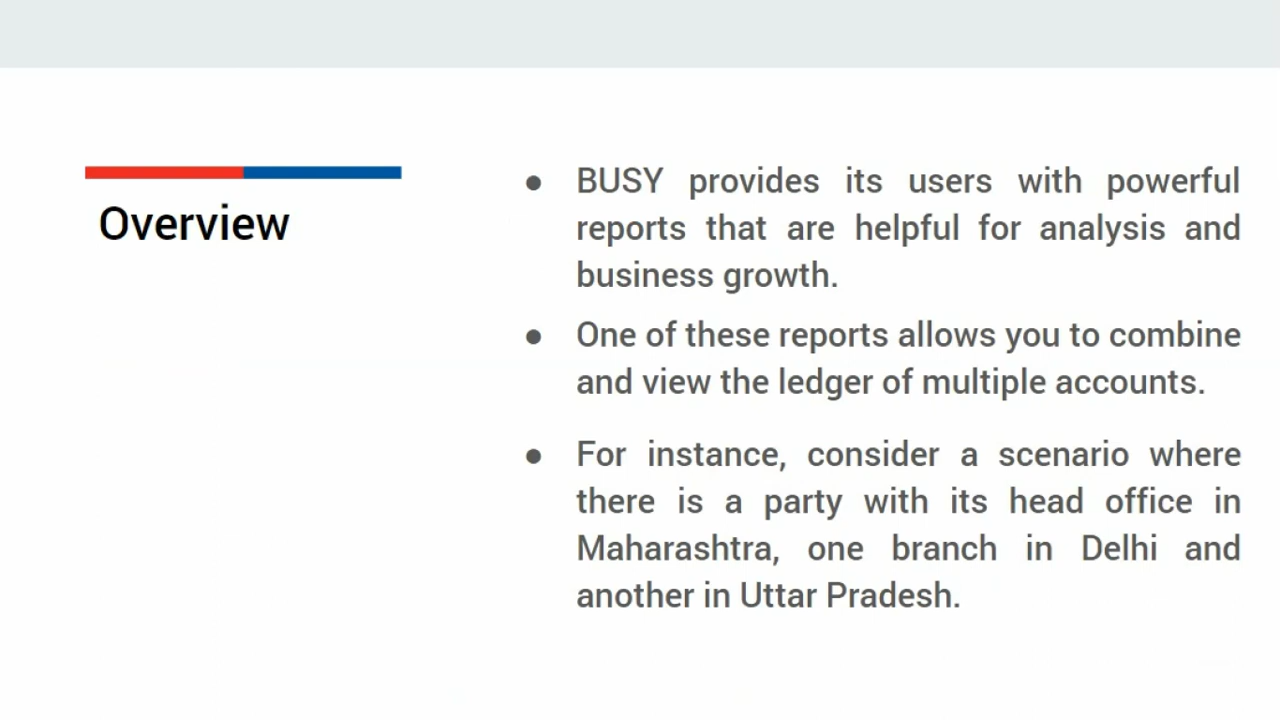 Overview
● BUSY provides its users with powerful
reports that are helpful for analysis and
business growth.
● One of these reports allows you to combine
and view the ledger of multiple accounts.
● For instance, consider a scenario where
there is a party with its head office in
Maharashtra, one branch in Delhi and
another in Uttar Pradesh.